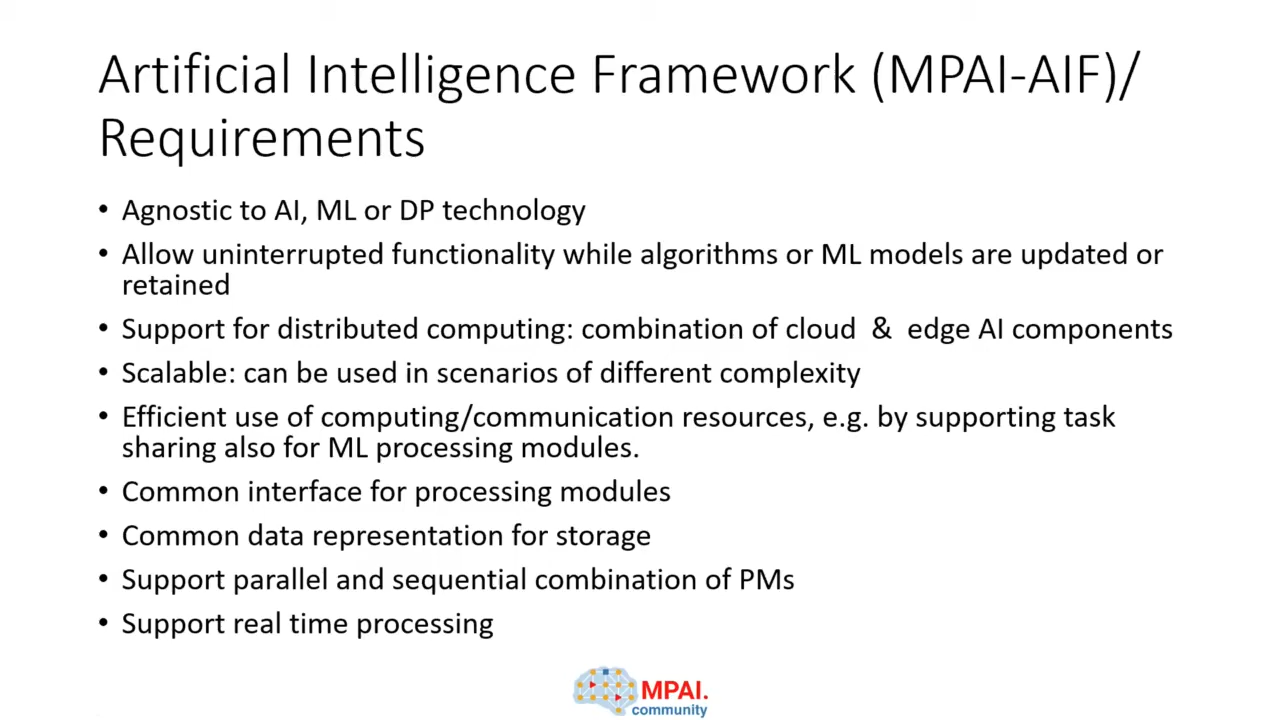 Artificial Intelligence Framework (MPAI-AIF)/
Requirements
• Agnostic to AI, ML or DP technology
• Allow uninterrupted functionality while algorithms or ML models are updated or
retained
• Support for distributed computing: combination of cloud & edge AI components
• Scalable: can be used in scenarios of different complexity
• Efficient use of computing/communication resources, e.g. by supporting task
sharing also for ML processing modules.
• Common interface for processing modules
• Common data representation for storage
• Support parallel and sequential combination of PMs
• Support real time processing
MPAI.
community